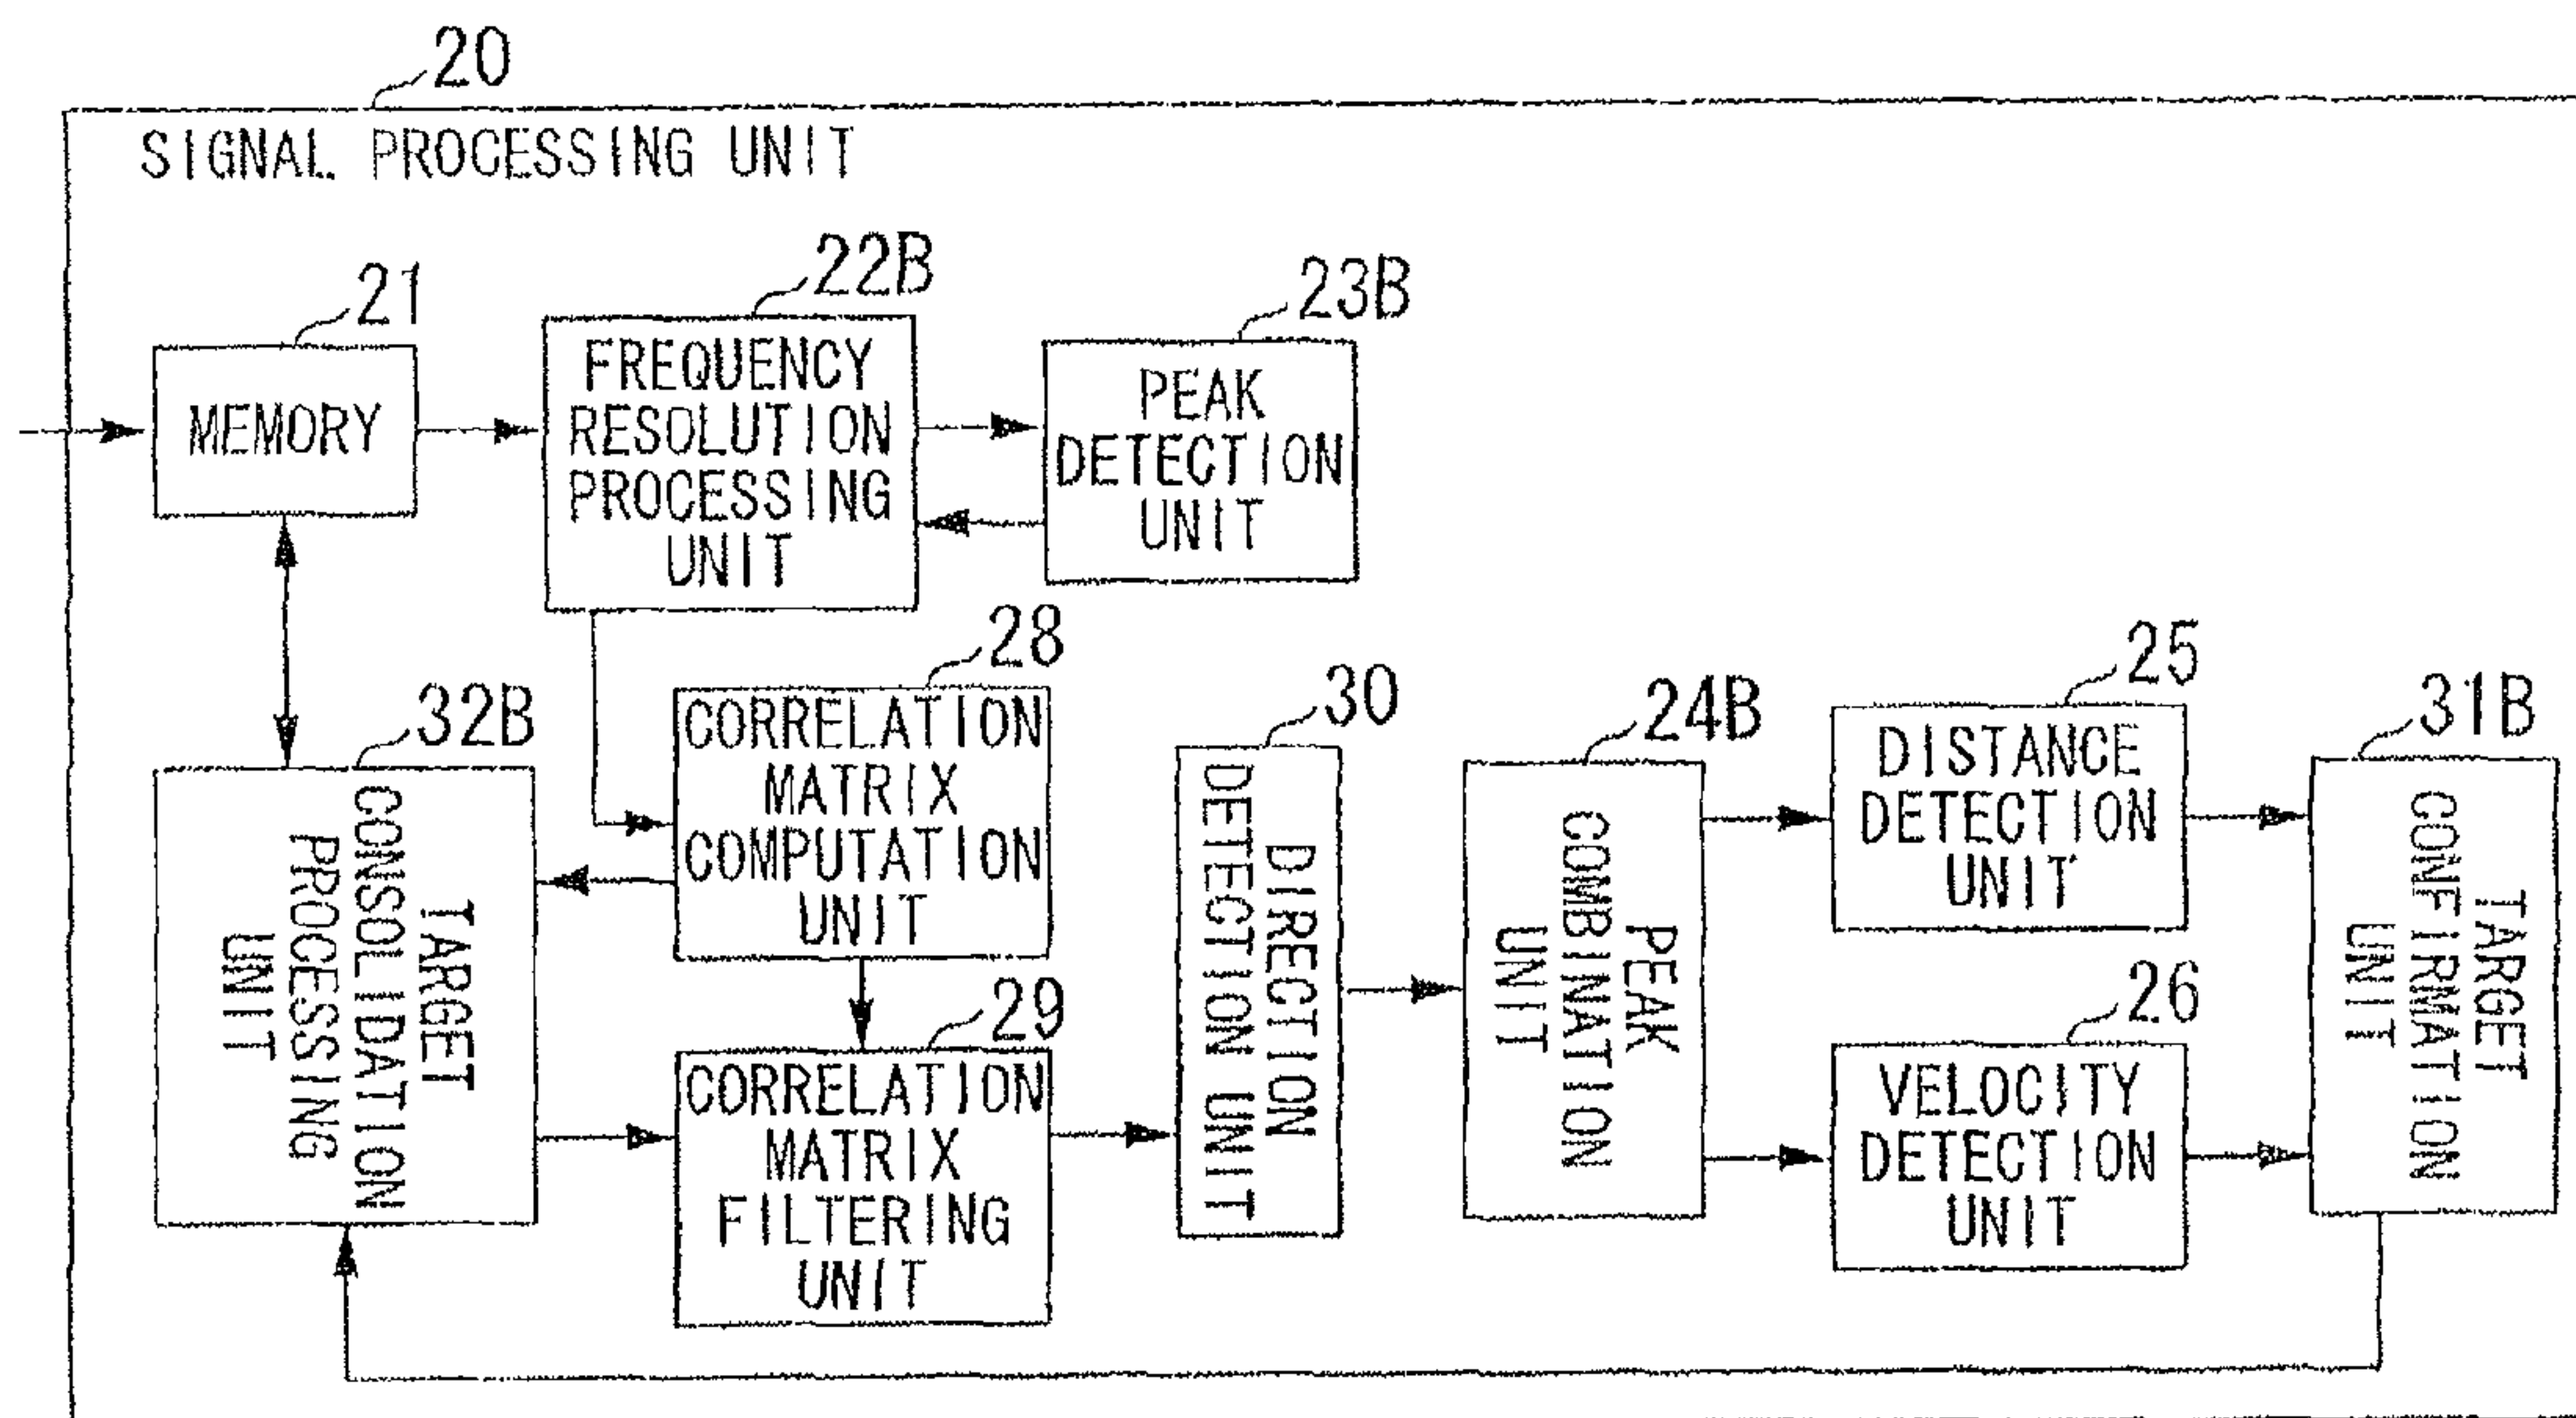 20
SIGNAL PROCESSING UNIT
21
MEMORY
22B
FREQUENCY
RESOLUTION
PROCESSING
UNIT
23B
PEAK
DETECTION
UNIT
28
CORRELATION
MATRIX
COMPUTATION
UNIT
32B
TARGET
CONSOLIDATION
PROCESSING
UNIT
29
CORRELATION
MATRIX
FILTERING
UNIT
30
DIRECTION
DETECTION UNIT
24B
PEAK
COMBINATION
UNIT
25
DISTANCE
DETECTION
UNIT
26
VELOCITY
DETECTION
UNIT
31B
TARGET
CONFIRMATION
UNIT